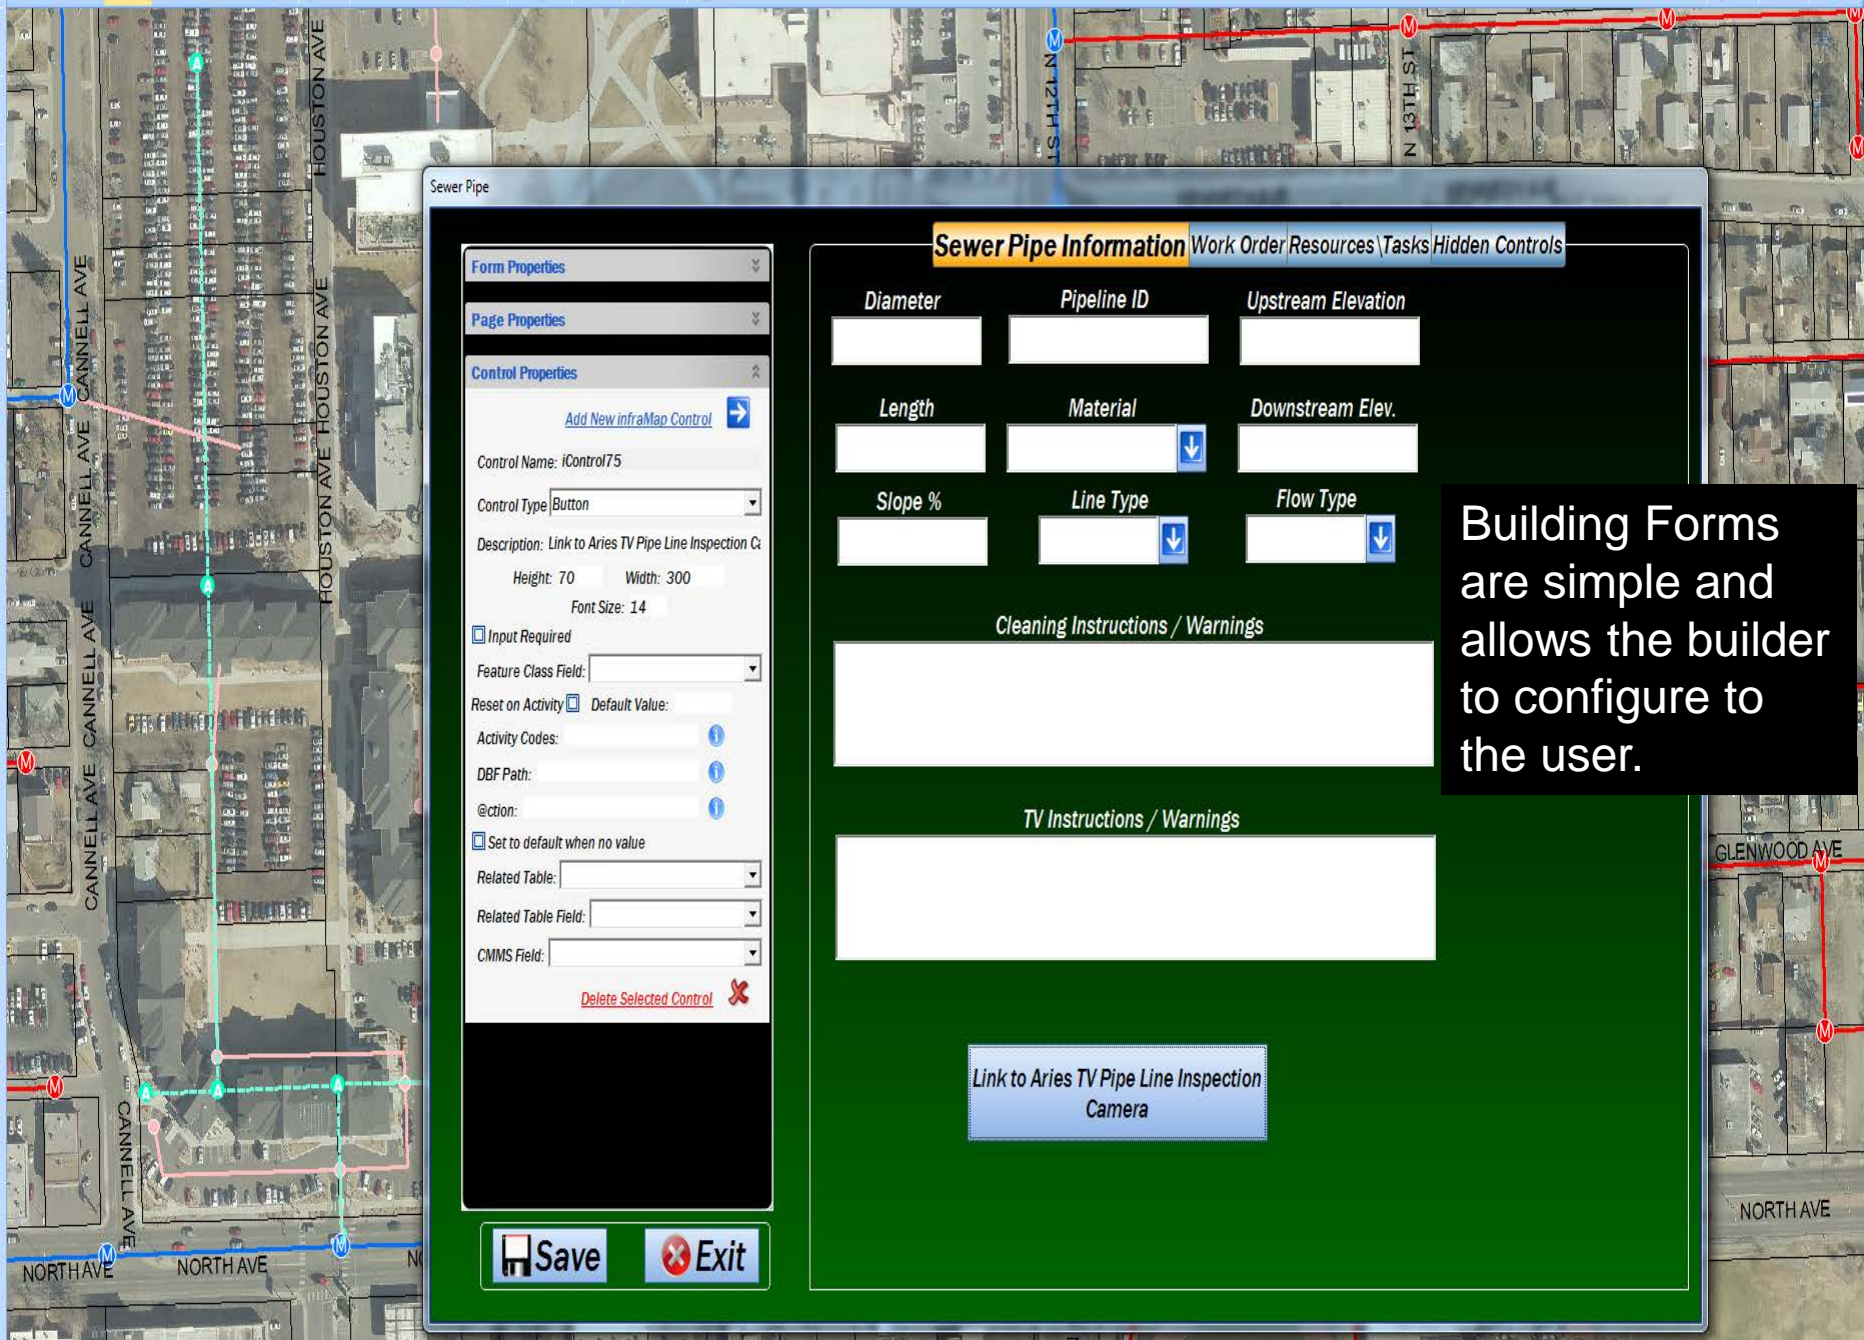 HOUSTON AVE
N 12TH ST
N 13TH ST
M
M
M
M
M
A
Sewer Pipe
Form Properties
Page Properties
Control Properties
Add New infraMap Control
Control Name: iControl75
Control Type Button
Description: Link to Aries TV Pipe Line Inspection Ca
Height: 70 Width: 300
Font Size: 14
Input Required
Feature Class Field:
Reset on Activity Default Value:
Activity Codes:
DBF Path:
@ction:
Set to default when no value
Related Table:
Related Table Field:
CMMS Field:
Delete Selected Control
Save Exit
Sewer Pipe Information Work Order Resources\Tasks Hidden Controls
Diameter Pipeline ID Upstream Elevation
Length Material Downstream Elev.
Slope % Line Type Flow Type
Cleaning Instructions / Warnings
TV Instructions / Warnings
Link to Aries TV Pipe Line Inspection
Camera
Building Forms
are simple and
allows the builder
to configure to
the user.
CANNELL AVE
CANNELL AVE
CANNELL AVE
CANNELL AVE
CANNELL AVE
CANNELL AVE
HOUSTON AVE
HOUSTON AVE
HOUSTON AVE
M
A
M
M
A
A
A
GLENWOOD AVE
M
M
NORTH AVE
M
M
NORTH AVE
NORTH AVE
NO